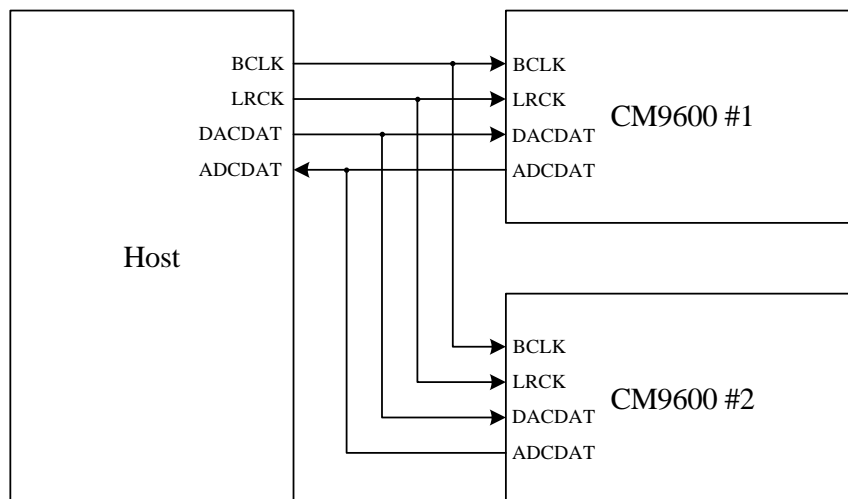 BCLK
LRCK
DACDAT
ADCDAT
Host
BCLK
LRCK
DACDAT
ADCDAT
CM9600 #1
BCLK
LRCK
DACDAT
ADCDAT
CM9600 #2